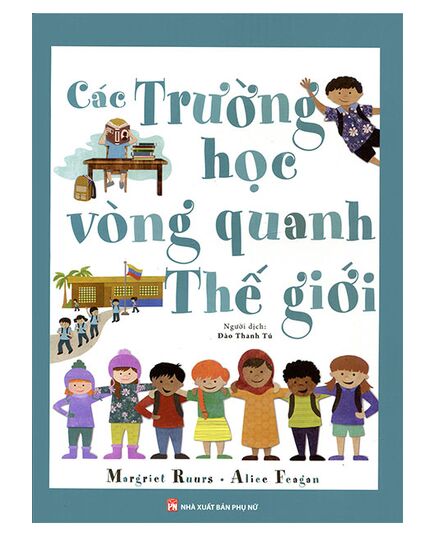 Các Trường
học
vòng quanh
Thế giới
Người dịch:
Đào Thanh Tú
Margriet Ruurs • Alice Feagan
PN NHÀ XUẤT BẢN PHỤ NỮ